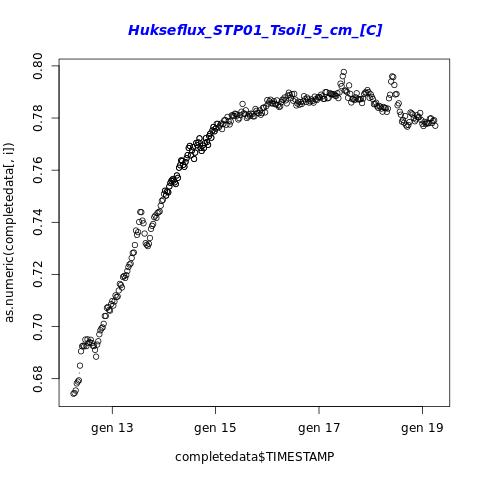 Hukseflux_STP01_Tsoil_5_cm_[C]
0.80
0.78
0.76
0.74
0.72
0.70
0.68
as.numeric(completedata[, i])
gen 13
gen 15
gen 17
gen 19
completedata$TIMESTAMP